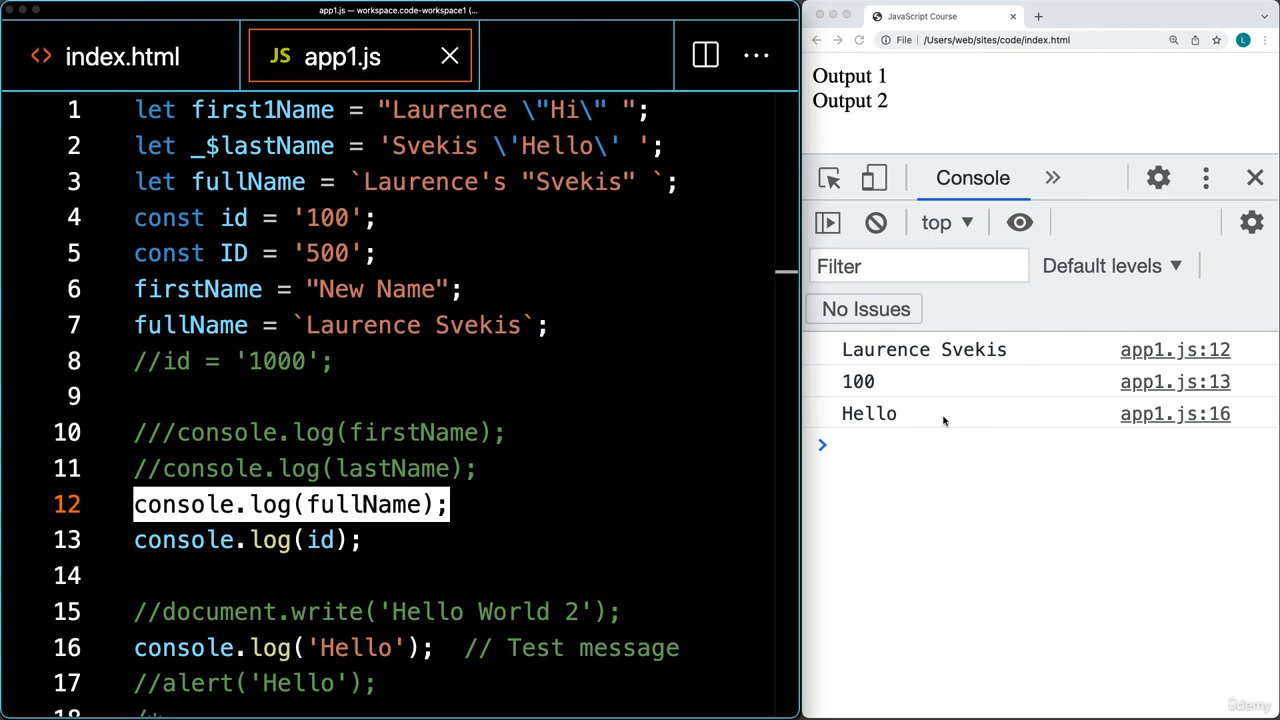 app1.js — workspace.code-workspace1 (...
<> index.html
JS app1.js
1 let first1Name = "Laurence \"Hi\" ";
2 let _$lastName = 'Svekis \'Hello\' ';
3 let fullName = `Laurence's "Svekis" `;
4 const id = '100';
5 const ID = '500';
6 firstName = "New Name";
7 fullName = `Laurence Svekis`;
8 //id = '1000';
9
10 ///console.log(firstName);
11 //console.log(lastName);
12 console.log(fullName);
13 console.log(id);
14
15 //document.write('Hello World 2');
16 console.log('Hello'); // Test message
17 //alert('Hello');
18 /*
JavaScript Course
File /Users/web/sites/code/index.html
L
Output 1
Output 2
Console
top
Filter Default levels
No Issues
Laurence Svekis app1.js:12
100 app1.js:13
Hello app1.js:16
ûdemy